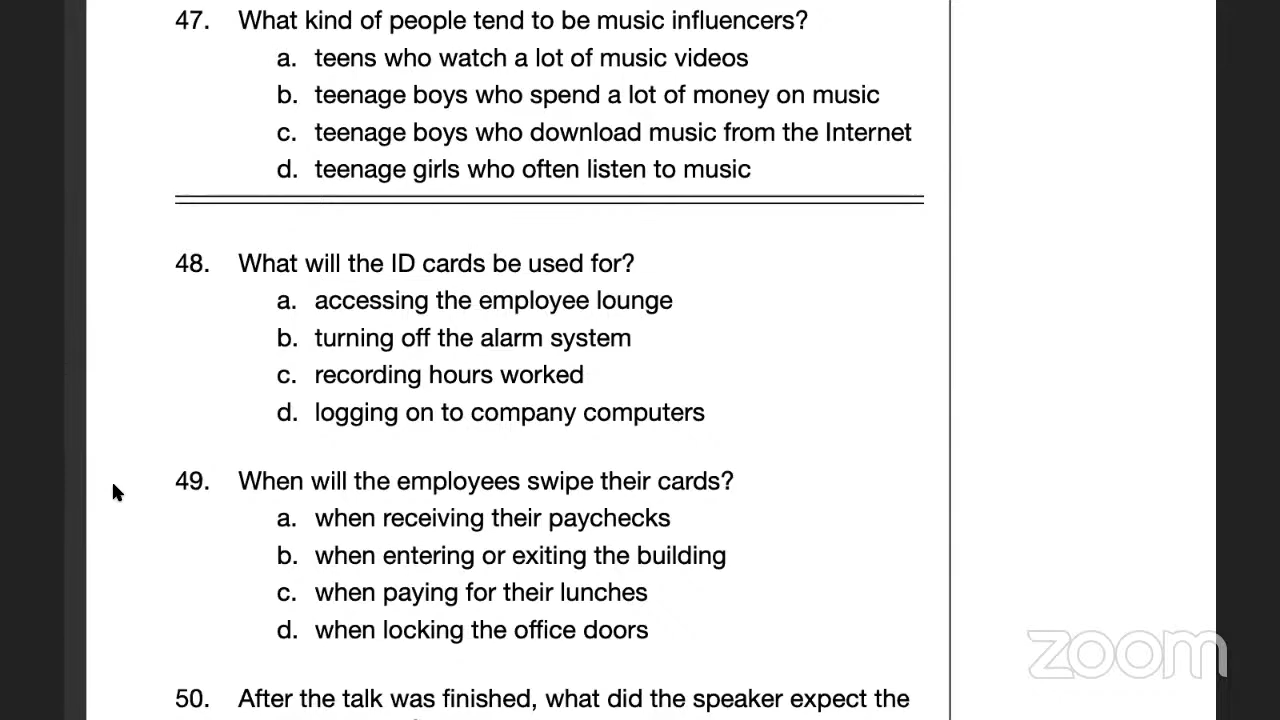 47. What kind of people tend to be music influencers?
a. teens who watch a lot of music videos
b. teenage boys who spend a lot of money on music
c. teenage boys who download music from the Internet
d. teenage girls who often listen to music
48. What will the ID cards be used for?
a. accessing the employee lounge
b. turning off the alarm system
c. recording hours worked
d. logging on to company computers
49. When will the employees swipe their cards?
a. when receiving their paychecks
b. when entering or exiting the building
c. when paying for their lunches
d. when locking the office doors
zoom
50. After the talk was finished, what did the speaker expect the